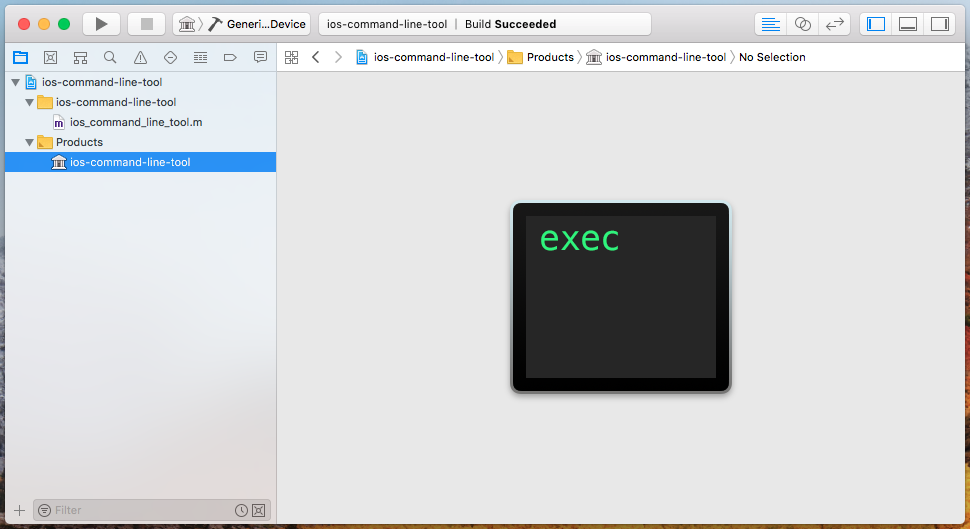 Generi...Device
ios-command-line-tool | Build Succeeded
ios-command-line-tool Products ios-command-line-tool No Selection
ios-command-line-tool
ios-command-line-tool
m ios_command_line_tool.m
Products
ios-command-line-tool
exec
Filter